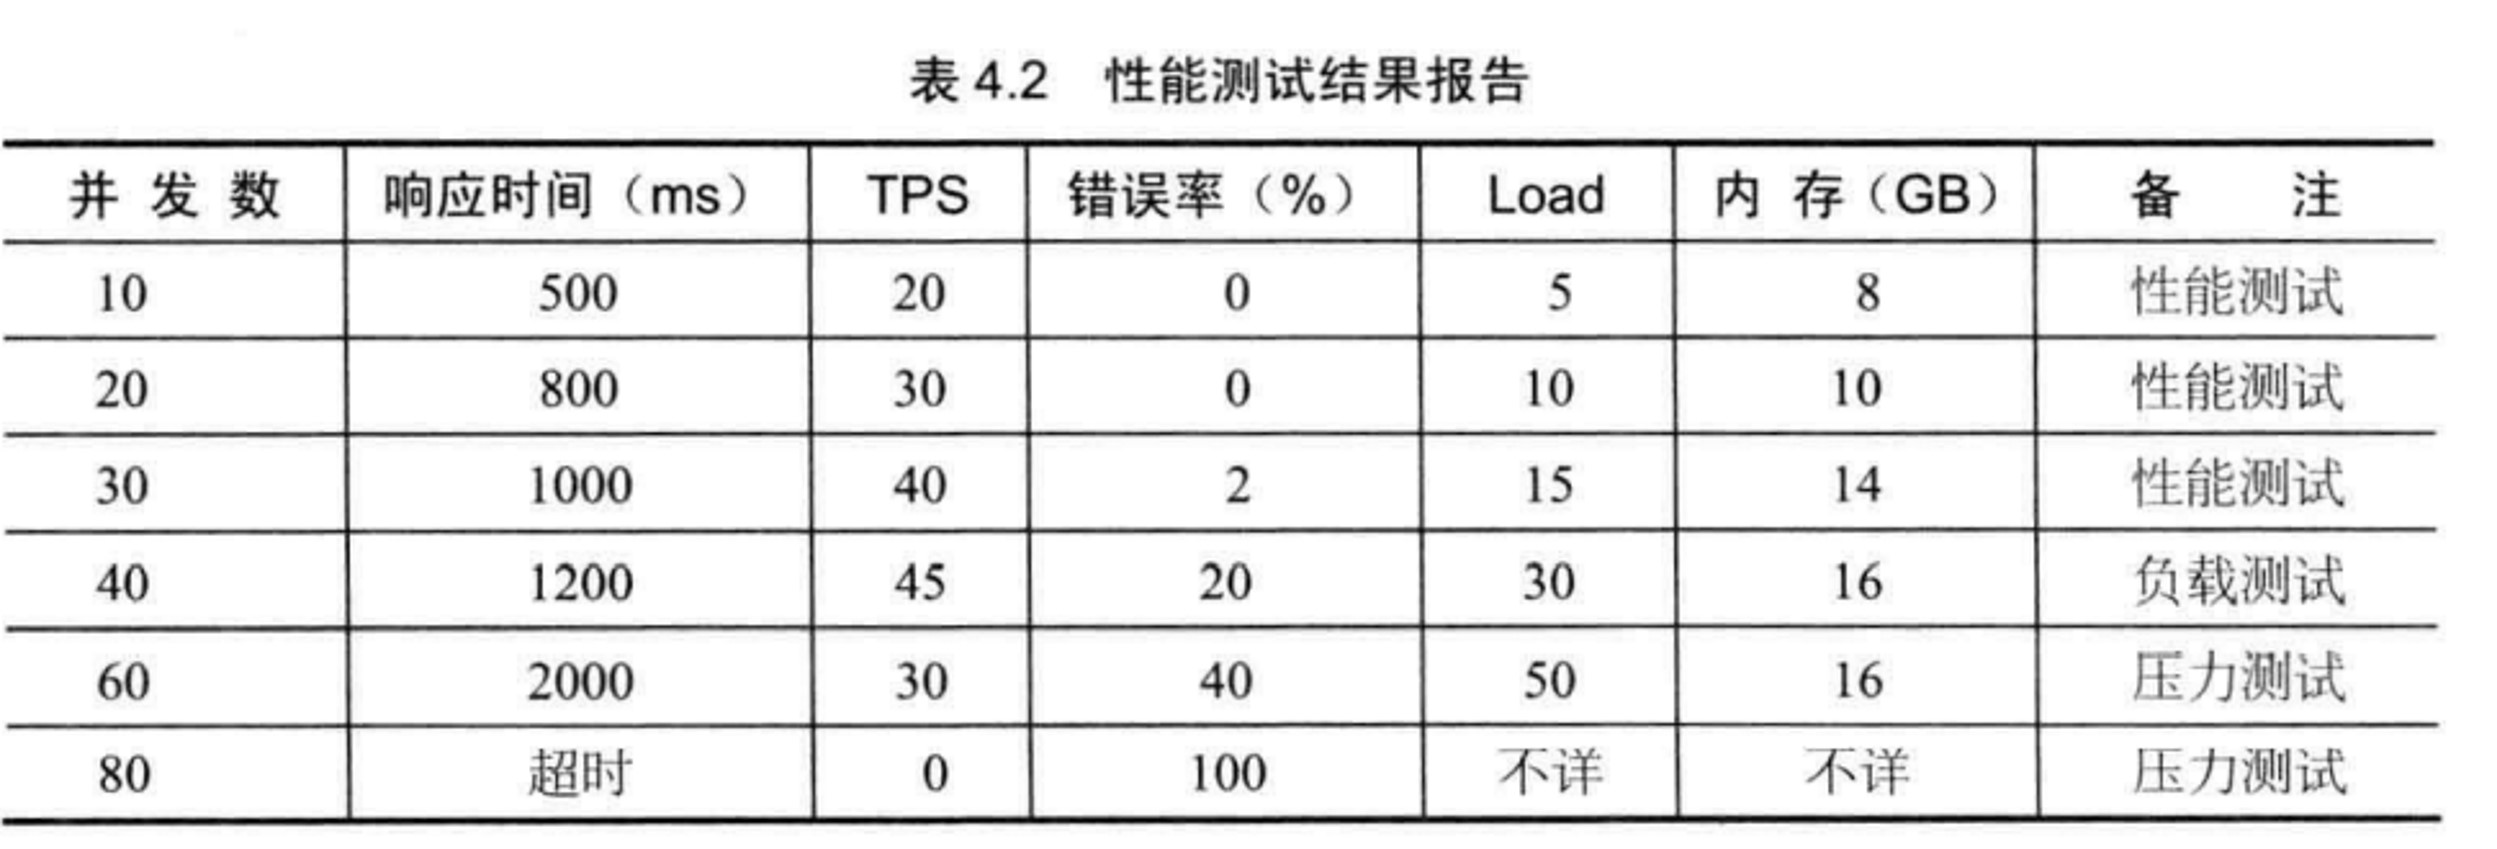 表4.2 性能测试结果报告
并发数 响应时间（ms） TPS 错误率（%） Load 内存（GB） 备注
10 500 20 0 5 8 性能测试
20 800 30 0 10 10 性能测试
30 1000 40 2 15 14 性能测试
40 1200 45 20 30 16 负载测试
60 2000 30 40 50 16 压力测试
80 超时 0 100 不详 不详 压力测试